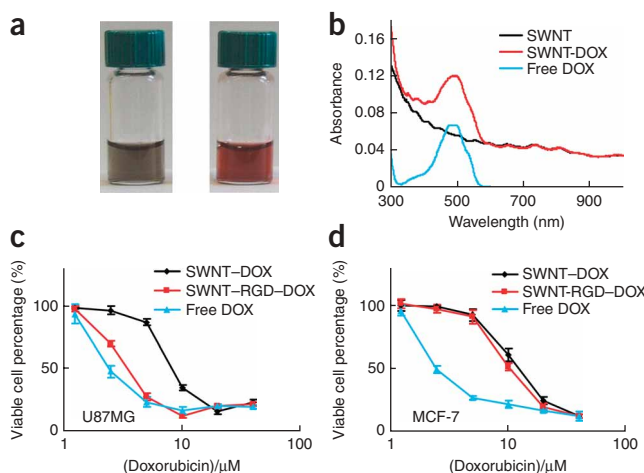 a
b
SWNT
SWNT-DOX
Free DOX
Absorbance
0.16
0.12
0.08
0.04
0
300 400 500 600 700 800 900
Wavelength (nm)
c
SWNT–DOX
SWNT–RGD–DOX
Free DOX
Viable cell percentage (%)
100
50
0
U87MG
1 10 100
(Doxorubicin)/μM
d
SWNT–DOX
SWNT-RGD–DOX
Free DOX
Viable cell percentage (%)
100
50
0
MCF-7
1 10 100
(Doxorubicin)/μM